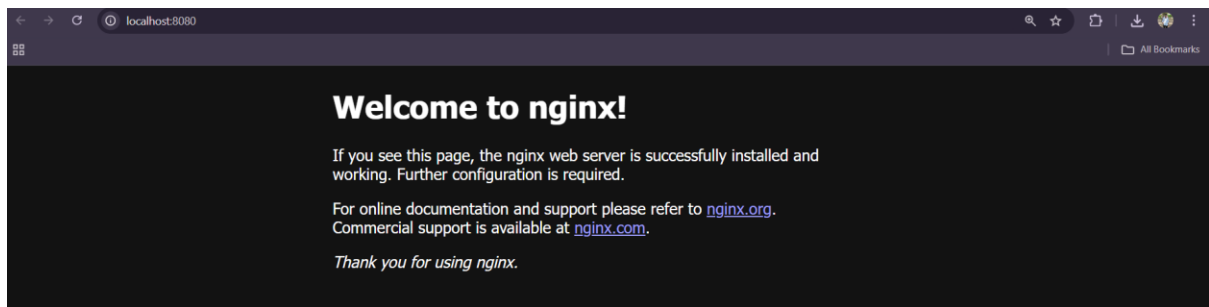 localhost:8080
All Bookmarks
Welcome to nginx!
If you see this page, the nginx web server is successfully installed and
working. Further configuration is required.
For online documentation and support please refer to nginx.org.
Commercial support is available at nginx.com.
Thank you for using nginx.